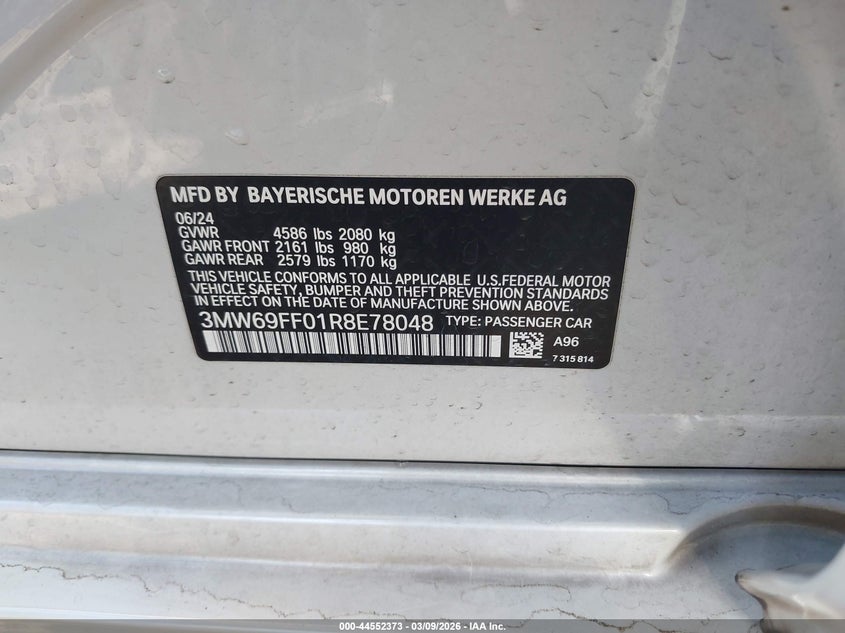 MFD BY BAYERISCHE MOTOREN WERKE AG
06/24
GVWR 4586 lbs 2080 kg
GAWR FRONT 2161 lbs 980 kg
GAWR REAR 2579 lbs 1170 kg
THIS VEHICLE CONFORMS TO ALL APPLICABLE U.S.FEDERAL MOTOR
VEHICLE SAFETY, BUMPER AND THEFT PREVENTION STANDARDS
IN EFFECT ON THE DATE OF MANUFACTURE SHOWN ABOVE.
3MW69FF01R8E78048 TYPE: PASSENGER CAR
A96
7 315 814
000-44552373 | 03/09/2026 - IAA Inc.